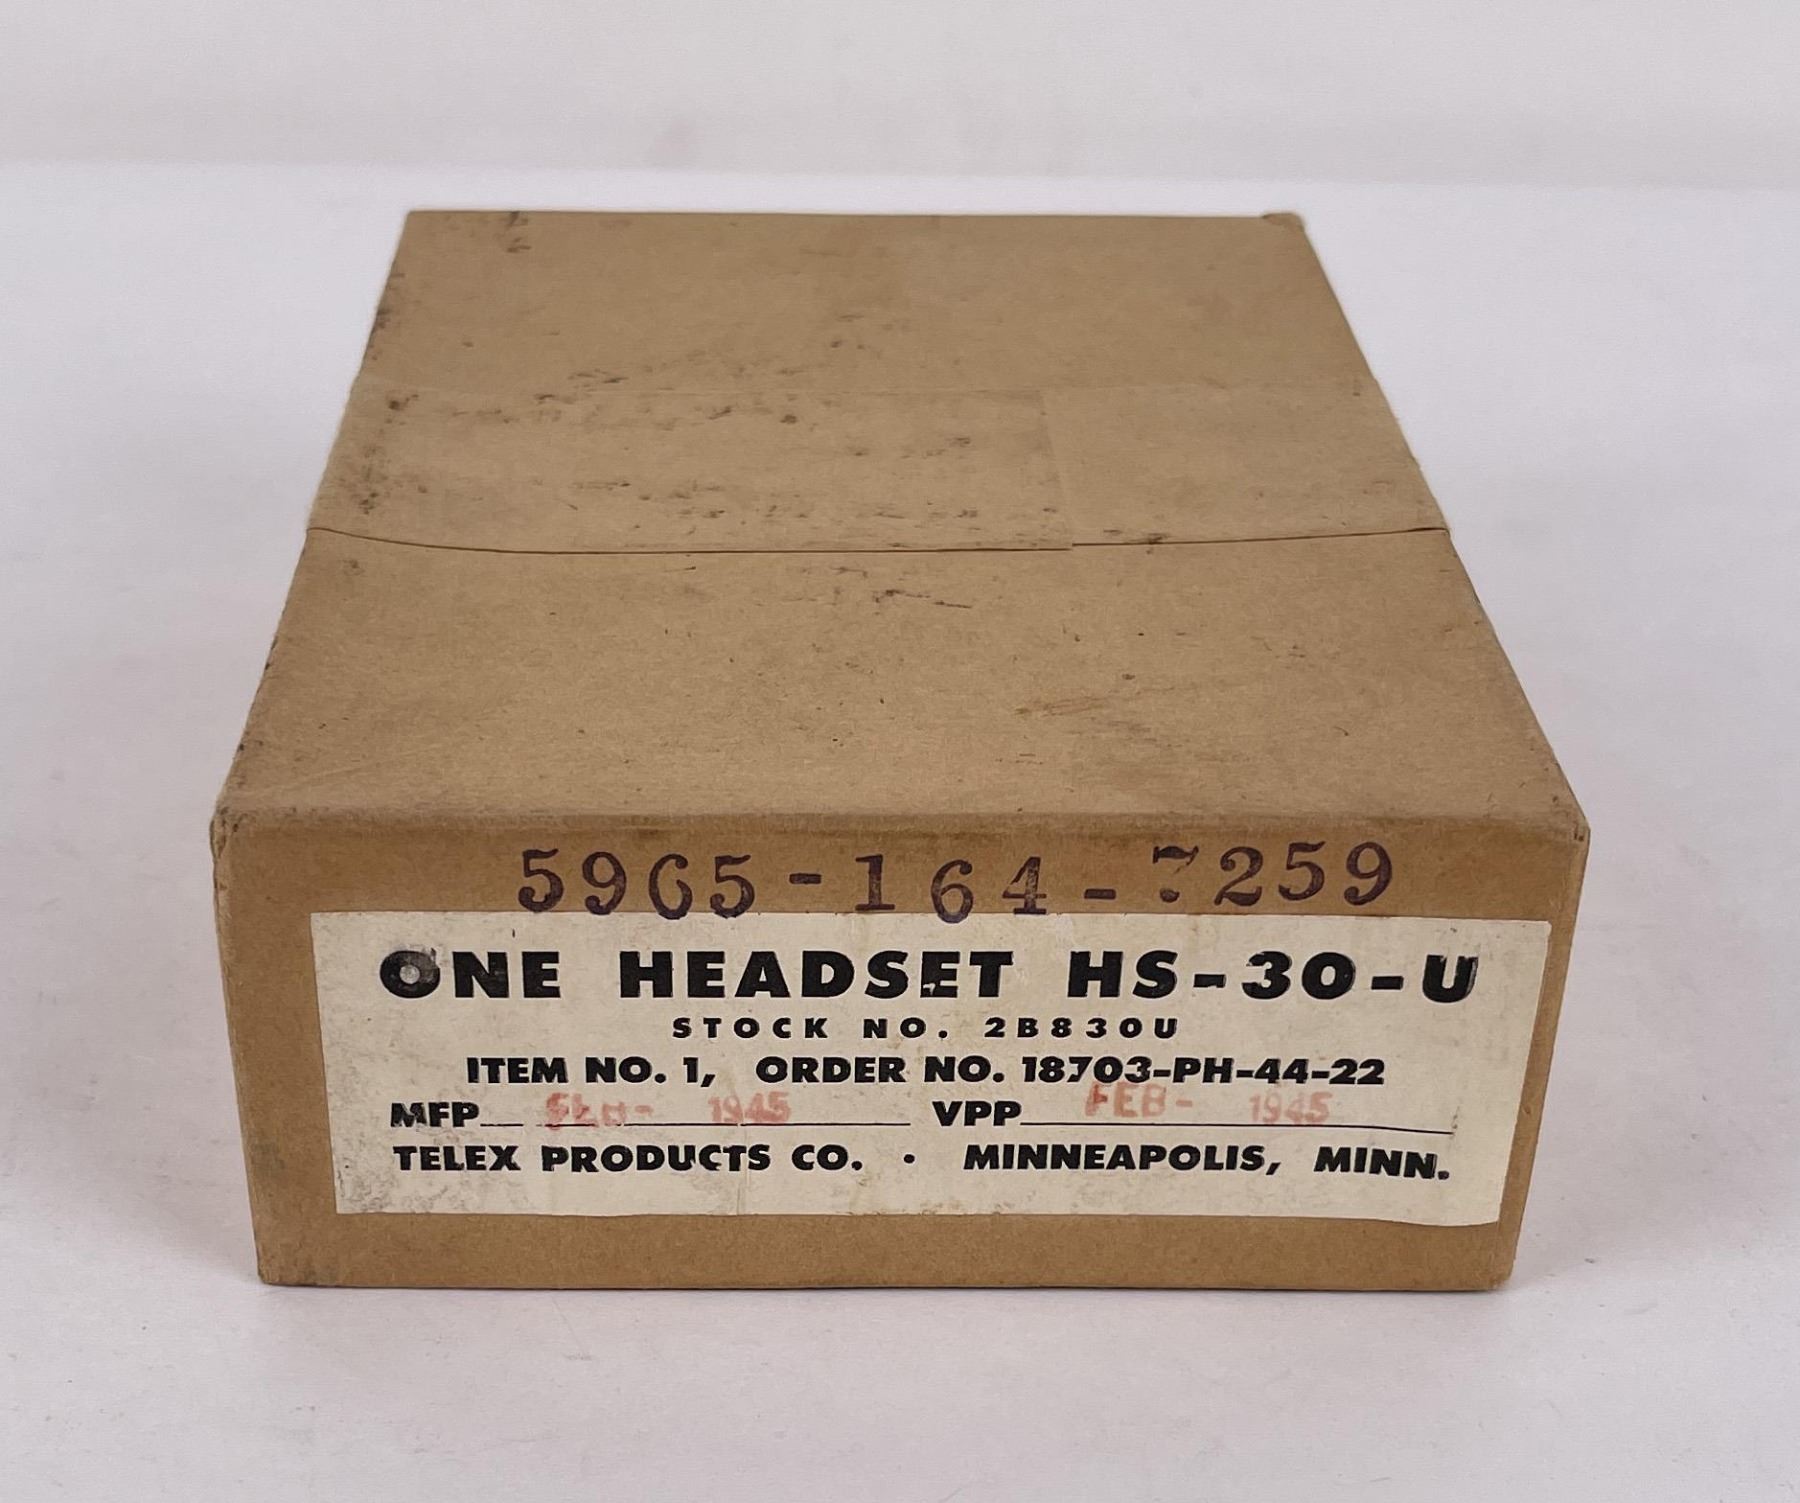 5965-164-7259
ONE HEADSET HS-30-U
STOCK NO. 2B830U
ITEM NO. 1, ORDER NO. 18703-PH-44-22
MFP FEB- 1945 VPP FEB- 1945
TELEX PRODUCTS CO. · MINNEAPOLIS, MINN.